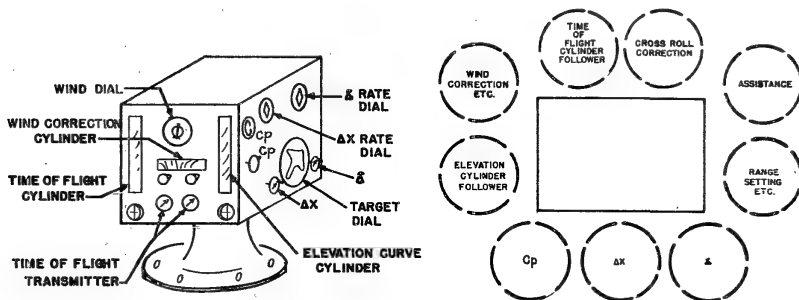 WIND DIAL
WIND CORRECTION
CYLINDER
TIME OF FLIGHT
CYLINDER
TIME OF FLIGHT
TRANSMITTER
Cp
Cp
RATE
DIAL
ΔX RATE
DIAL
TARGET
DIAL
ΔX
ELEVATION CURVE
CYLINDER
TIME
OF
FLIGHT
CYLINDER
FOLLOWER
CROSS ROLL
CORRECTION
WIND
CORRECTION
ETC.
ASSISTANCE
ELEVATION
CYLINDER
FOLLOWER
RANGE
SETTING
ETC.
Cp
ΔX